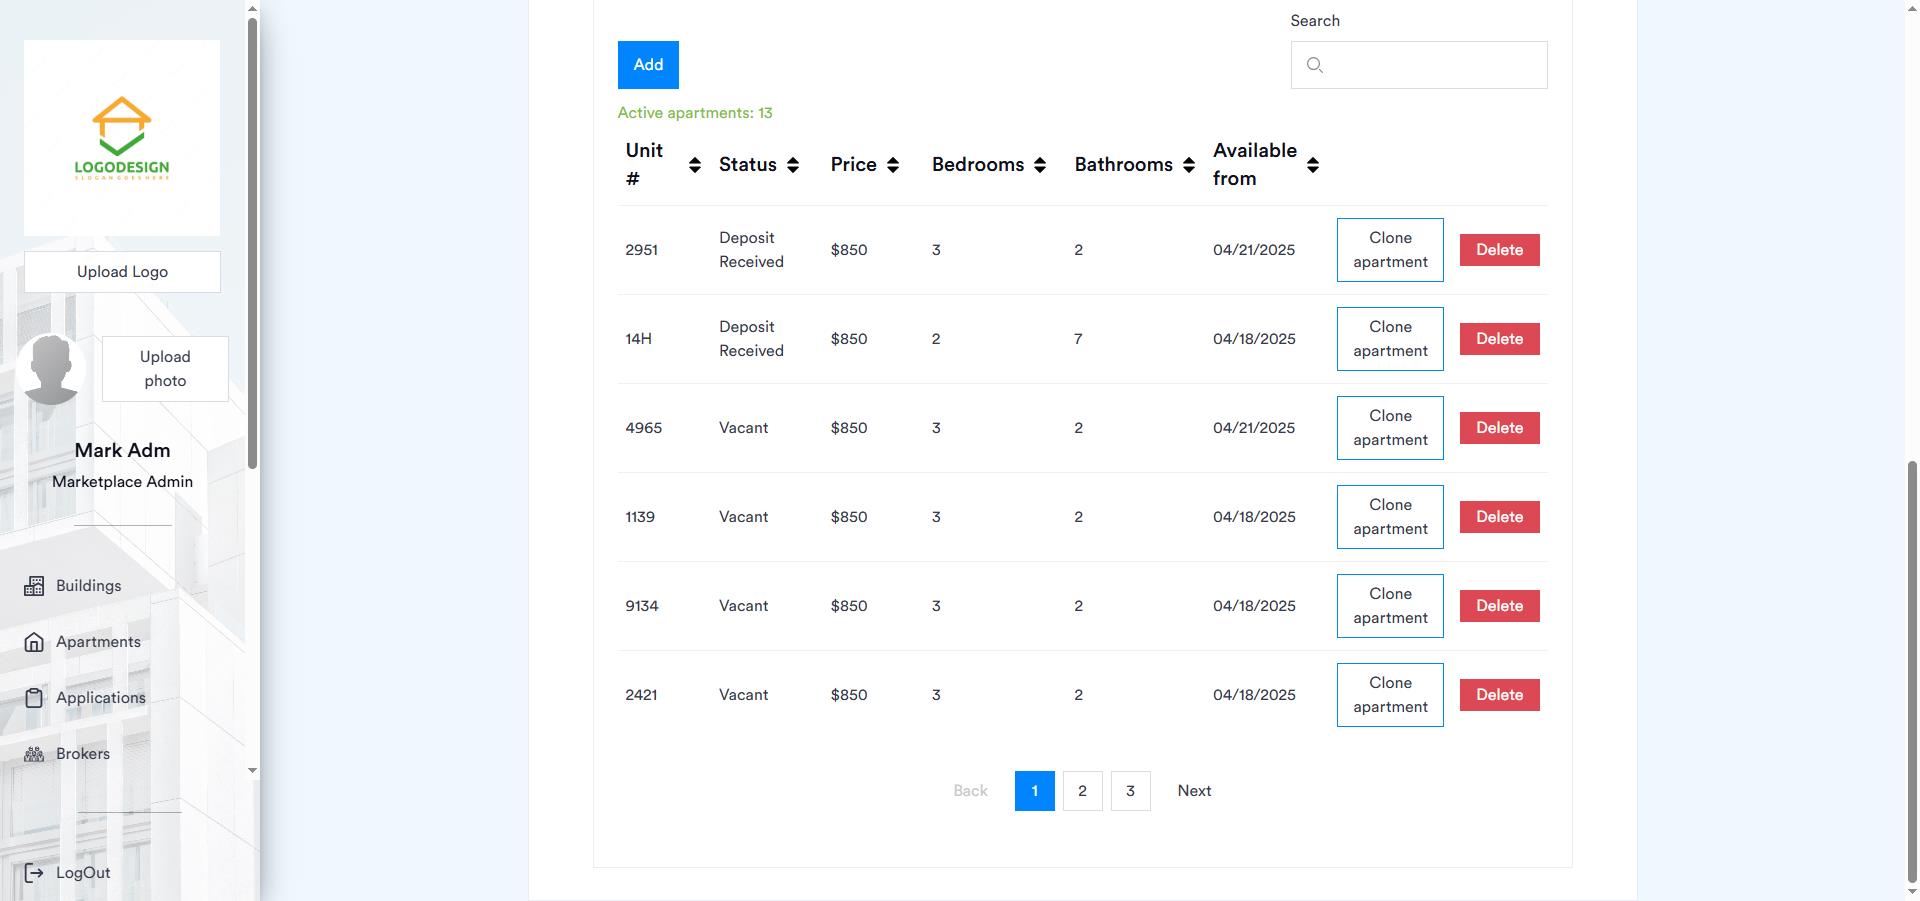 LOGODESIGN
SLOGAN GOES HERE
Upload Logo
Upload
photo
Mark Adm
Marketplace Admin
Buildings
Apartments
Applications
Brokers
LogOut
Search
Add
Active apartments: 13
Unit
#
Status
Price
Bedrooms
Bathrooms
Available
from
2951
Deposit
Received
$850
3
2
04/21/2025
Clone
apartment
Delete
14H
Deposit
Received
$850
2
7
04/18/2025
Clone
apartment
Delete
4965
Vacant
$850
3
2
04/21/2025
Clone
apartment
Delete
1139
Vacant
$850
3
2
04/18/2025
Clone
apartment
Delete
9134
Vacant
$850
3
2
04/18/2025
Clone
apartment
Delete
2421
Vacant
$850
3
2
04/18/2025
Clone
apartment
Delete
Back
1
2
3
Next